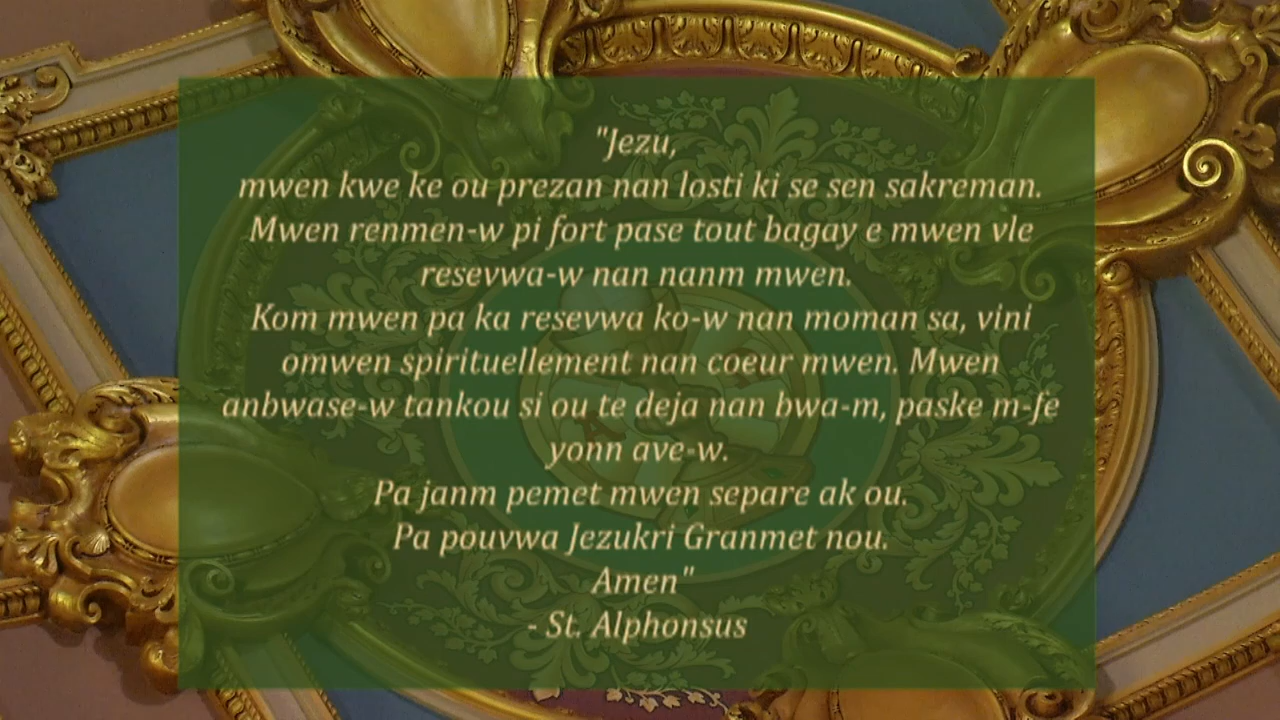 "Jezu,
mwen kwe ke ou prezan nan losti ki se sen sakreman.
Mwen renmen-w pi fort pase tout bagay e mwen vle
resevwa-w nan nanm mwen.
Kom mwen pa ka resevwa ko-w nan moman sa, vini
omwen spirituellement nan coeur mwen. Mwen
anbwase-w tankou si ou te deja nan bwa-m, paske m-fe
yonn ave-w.
Pa janm pemet mwen separe ak ou.
Pa pouvwa Jezukri Granmet nou.
Amen"
- St. Alphonsus